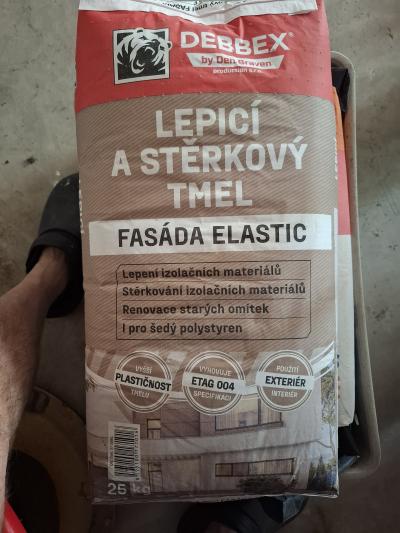 DEBBEX®
by Den Braven
production s.r.o.
LEPICÍ
A STĚRKOVÝ
TMEL
FASÁDA ELASTIC
Lepení izolačních materiálů
Stěrkování izolačních materiálů
Renovace starých omítek
I pro šedý polystyren
VYŠŠÍ
PLASTIČNOST
TMELU
VYHOVUJE
ETAG 004
SPECIFIKACI
POUŽITÍ
EXTERIÉR
INTERIÉR
25 kg